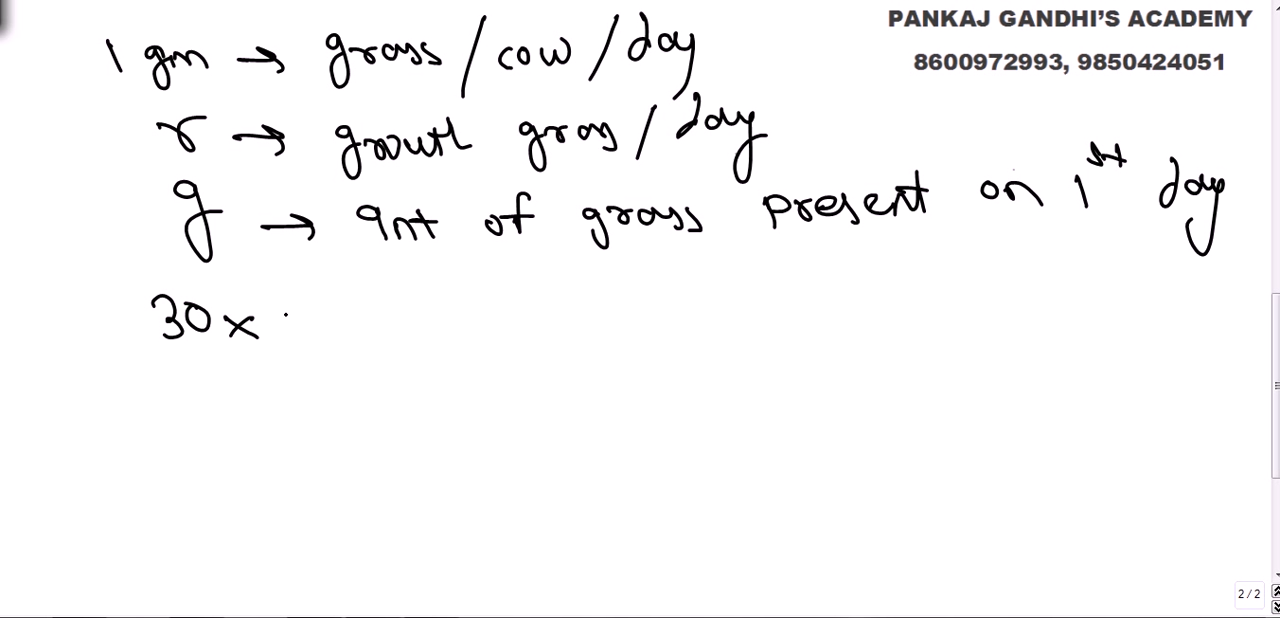 PANKAJ GANDHI'S ACADEMY
8600972993, 9850424051
1 gm → grass / cow / day
r → growth grass / day
g → qnt of grass present on 1st day
30 x
2 / 2